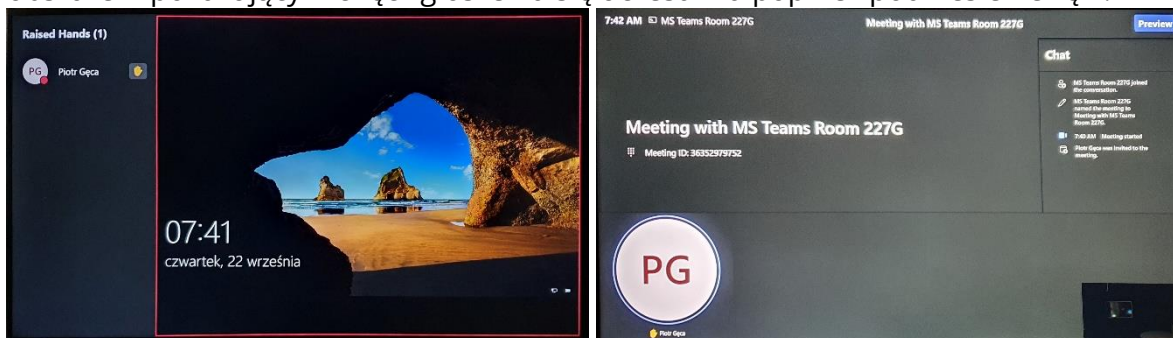 Raised Hands (1)
PG Piotr Gęca
07:41
czwartek, 22 września
7:42 AM MS Teams Room 227G
Meeting with MS Teams Room 227G
Preview
Meeting with MS Teams Room 227G
Meeting ID: 36352979752
Chat
MS Teams Room 227G joined
the conversation.
MS Teams Room 227G
named the meeting to
Meeting with MS Teams
Room 227G.
7:40 AM Meeting started
Piotr Gęca was invited to the
meeting.
PG
Piotr Gęca